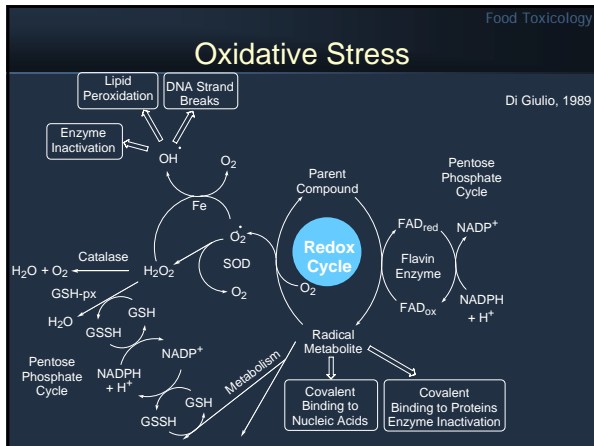 Food Toxicology
Oxidative Stress
Di Giulio, 1989
Lipid
Peroxidation
DNA Strand
Breaks
Enzyme
Inactivation
OH•
O₂
Fe
O₂•
SOD
O₂
H₂O₂
Catalase
H₂O + O₂
GSH-px
H₂O
GSH
GSSH
NADP⁺
NADPH
+ H⁺
Pentose
Phosphate
Cycle
GSH
GSSH
Metabolism
Parent
Compound
Redox
Cycle
O₂
Radical
Metabolite
FADred
Flavin
Enzyme
FADox
Pentose
Phosphate
Cycle
NADP⁺
NADPH
+ H⁺
Covalent
Binding to
Nucleic Acids
Covalent
Binding to Proteins
Enzyme Inactivation